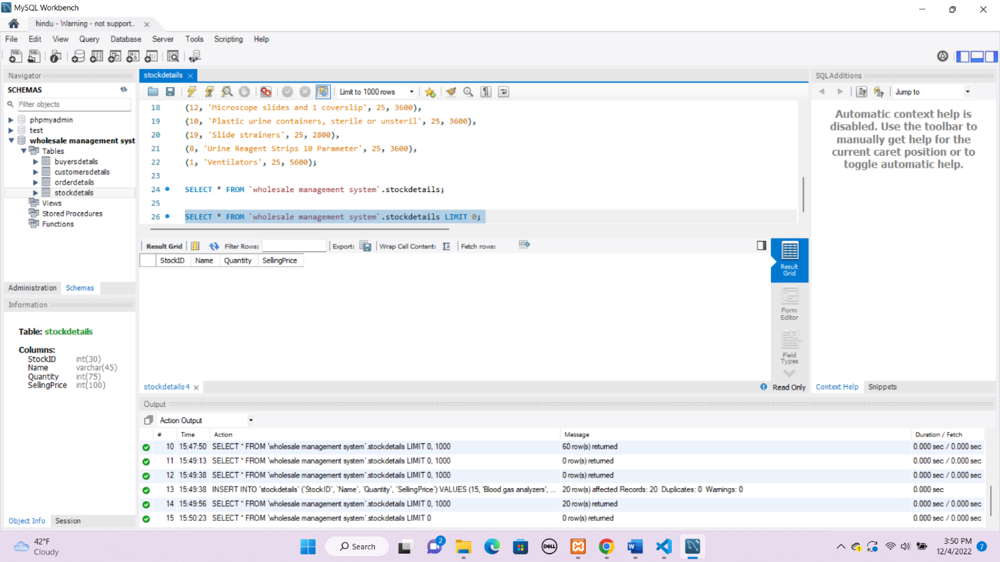 MySQL Workbench
hindu - Warning - not support..
File Edit View Query Database Server Tools Scripting Help
Navigator
SCHEMAS
Filter objects
phpmyadmin
test
wholesale management syst
Tables
buyersdetails
customersdetails
orderdetails
stockdetails
Views
Stored Procedures
Functions
Administration Schemas
Information
Table: stockdetails
Columns:
StockID int(30)
Name varchar(45)
Quantity int(75)
SellingPrice int(100)
Object Info Session
stockdetails
Limit to 1000 rows
18 (12, 'Microscope slides and 1 coverslip', 25, 3600),
19 (10, 'Plastic urine containers, sterile or unsteril', 25, 3600),
20 (19, 'Slide strainers', 25, 2800),
21 (8, 'Urine Reagent Strips 10 Parameter', 25, 3600),
22 (1, 'Ventilators', 25, 5600);
23
24 SELECT * FROM `wholesale management system`.stockdetails;
25
26 SELECT * FROM `wholesale management system`.stockdetails LIMIT 0;
Result Grid Filter Rows: Export: Wrap Cell Content: Fetch rows:
StockID Name Quantity SellingPrice
Result
Grid
Form
Editor
Field
Types
stockdetails 4 Read Only
SQLAdditions
Jump to
Automatic context help is
disabled. Use the toolbar to
manually get help for the
current caret position or to
toggle automatic help.
Context Help Snippets
Output
Action Output
# Time Action Message Duration / Fetch
10 15:47:50 SELECT * FROM `wholesale management system`.stockdetails LIMIT 0, 1000 60 row(s) returned 0.000 sec / 0.000 sec
11 15:49:13 SELECT * FROM `wholesale management system`.stockdetails LIMIT 0, 1000 0 row(s) returned 0.000 sec / 0.000 sec
12 15:49:38 SELECT * FROM `wholesale management system`.stockdetails LIMIT 0, 1000 0 row(s) returned 0.000 sec / 0.000 sec
13 15:49:38 INSERT INTO `stockdetails` (`StockID`, `Name`, `Quantity`, `SellingPrice`) VALUES (15, 'Blood gas analyzers', ... 20 row(s) affected Records: 20 Duplicates: 0 Warnings: 0 0.000 sec
14 15:49:56 SELECT * FROM `wholesale management system`.stockdetails LIMIT 0, 1000 20 row(s) returned 0.000 sec / 0.000 sec
15 15:50:23 SELECT * FROM `wholesale management system`.stockdetails LIMIT 0 0 row(s) returned 0.000 sec / 0.000 sec
42°F
Cloudy
Search
2
DELL
3:50 PM
12/4/2022
7